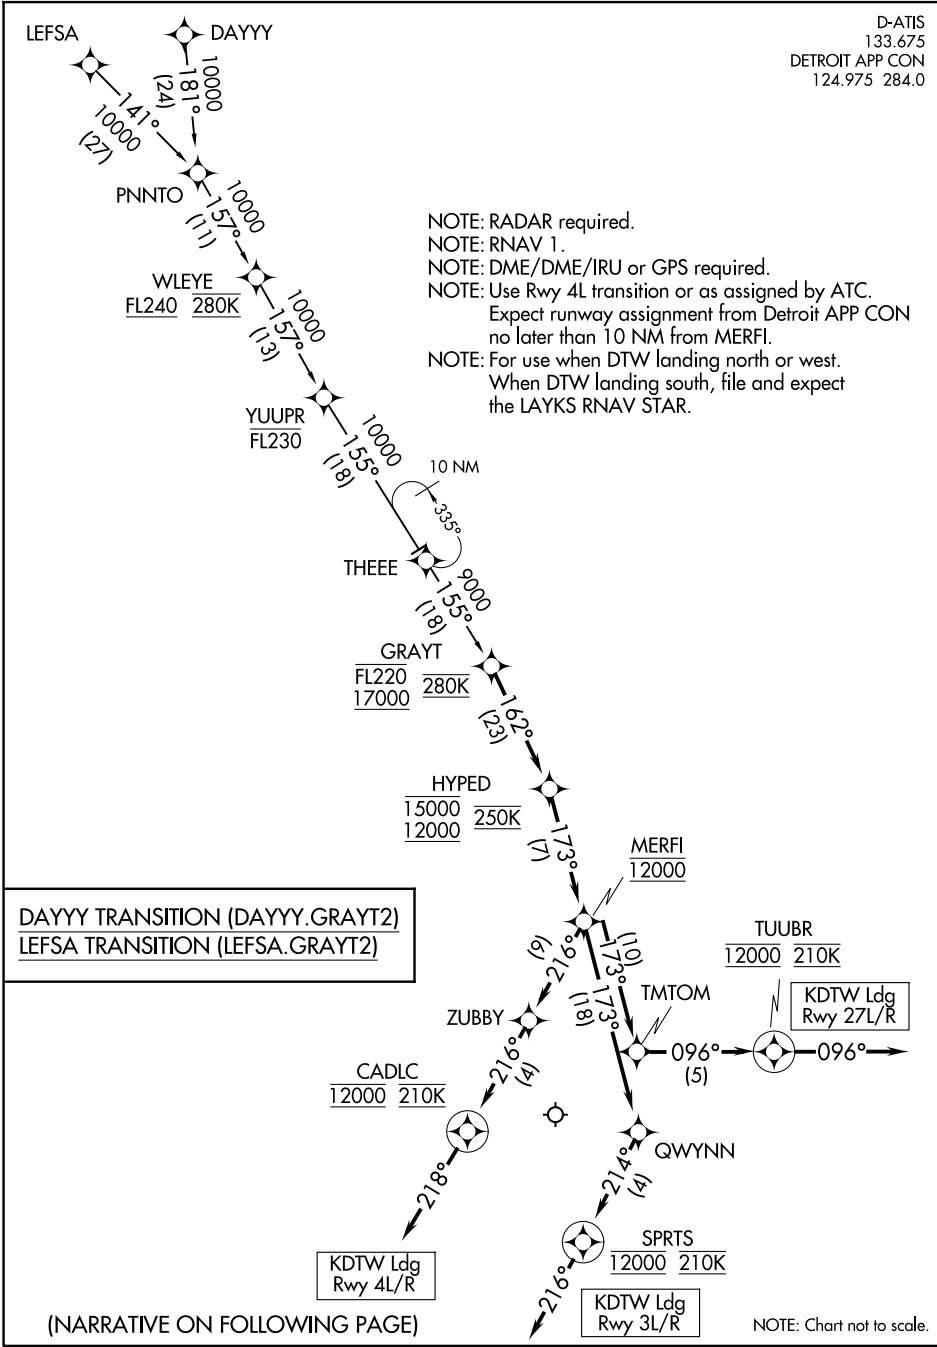 D-ATIS
133.675
DETROIT APP CON
124.975 284.0
LEFSA
DAYYY
10000
181°
(24)
141°
10000
(27)
PNNTO
10000
157°
(11)
WLEYE
FL240 280K
10000
157°
(13)
YUUPR
FL230
10000
155°
(18)
NOTE: RADAR required.
NOTE: RNAV 1.
NOTE: DME/DME/IRU or GPS required.
NOTE: Use Rwy 4L transition or as assigned by ATC.
Expect runway assignment from Detroit APP CON
no later than 10 NM from MERFI.
NOTE: For use when DTW landing north or west.
When DTW landing south, file and expect
the LAYKS RNAV STAR.
10 NM
335°
THEEE
9000
155°
(18)
GRAYT
FL220
17000
280K
162°
(23)
HYPED
15000
12000
250K
173°
(7)
MERFI
12000
DAYYY TRANSITION (DAYYY.GRAYT2)
LEFSA TRANSITION (LEFSA.GRAYT2)
(9)
216°
(10)
173°
173°
(18)
TUUBR
12000 210K
KDTW Ldg
Rwy 27L/R
TMTOM
096°
(5)
096°
ZUBBY
216°
(4)
CADLC
12000 210K
218°
KDTW Ldg
Rwy 4L/R
QWYNN
214°
(4)
SPRTS
12000 210K
216°
KDTW Ldg
Rwy 3L/R
(NARRATIVE ON FOLLOWING PAGE)
NOTE: Chart not to scale.